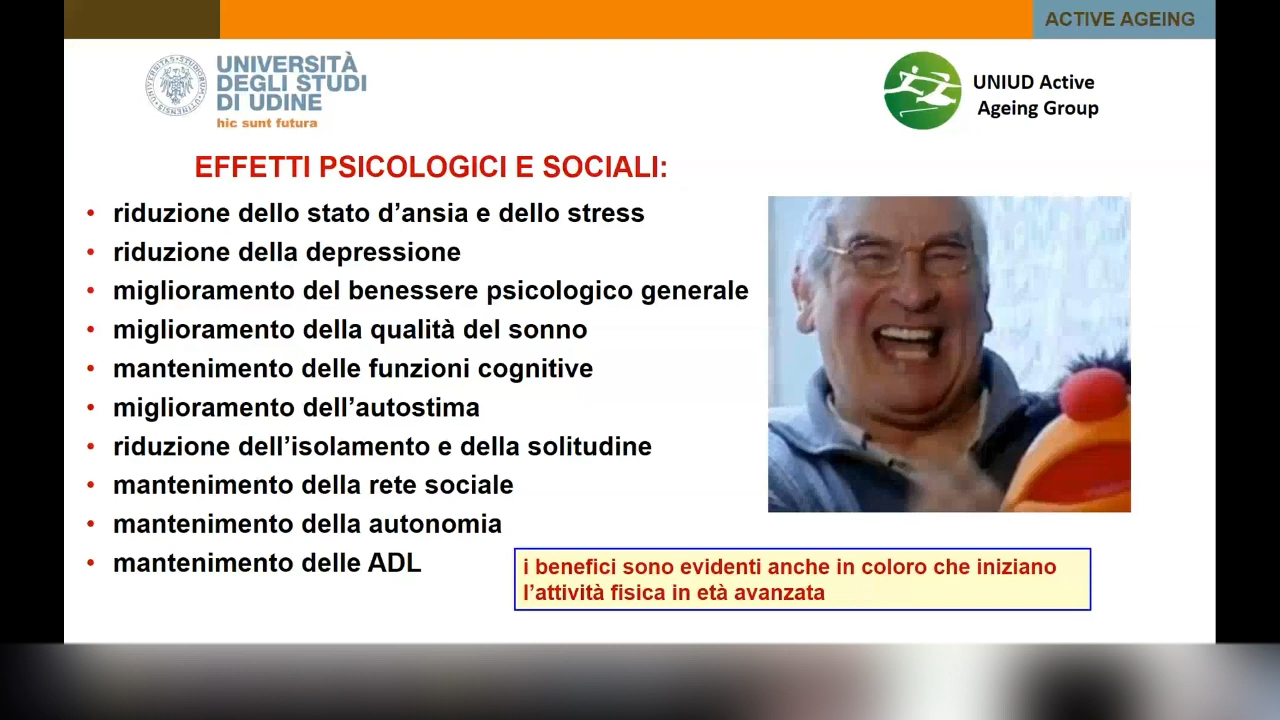 ACTIVE AGEING
UNIVERSITÀ
DEGLI STUDI
DI UDINE
hic sunt futura
UNIUD Active
Ageing Group
EFFETTI PSICOLOGICI E SOCIALI:
• riduzione dello stato d’ansia e dello stress
• riduzione della depressione
• miglioramento del benessere psicologico generale
• miglioramento della qualità del sonno
• mantenimento delle funzioni cognitive
• miglioramento dell’autostima
• riduzione dell’isolamento e della solitudine
• mantenimento della rete sociale
• mantenimento della autonomia
• mantenimento delle ADL
i benefici sono evidenti anche in coloro che iniziano
l’attività fisica in età avanzata